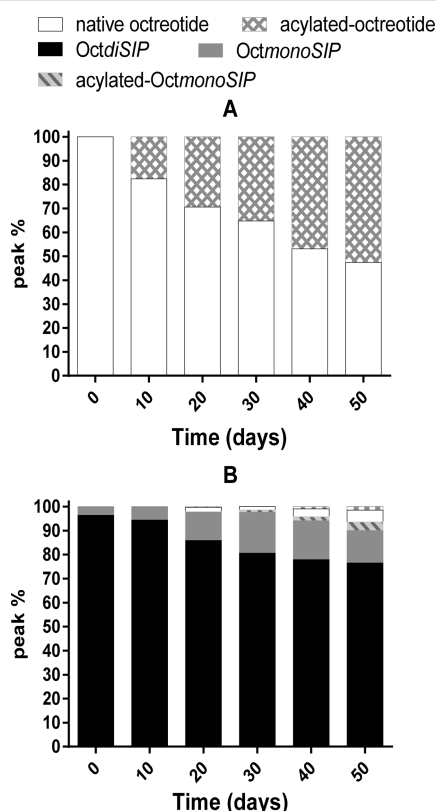 native octreotide acylated-octreotide
OctdiSIP OctmonoSIP
acylated-OctmonoSIP
A
100
90
80
70
60
50
40
30
20
10
0
peak %
0 10 20 30 40 50
Time (days)
B
100
90
80
70
60
50
40
30
20
10
0
peak %
0 10 20 30 40 50
Time (days)